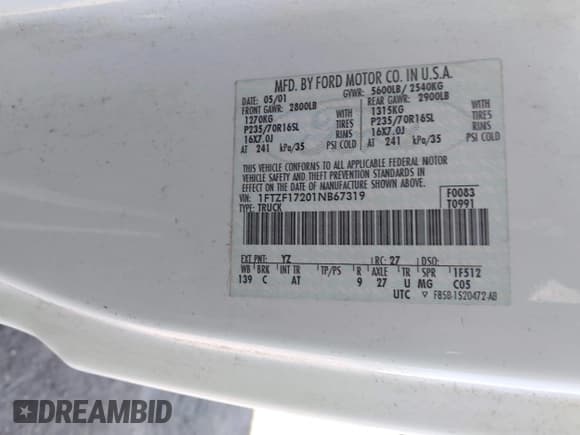 MFD. BY FORD MOTOR CO. IN U.S.A.
DATE: 05/01 GVWR: 5600LB/ 2540KG
FRONT GAWR: 2800LB REAR GAWR: 2900LB
1270KG WITH 1315KG WITH
P235/70R16SL TIRES P235/70R16SL TIRES
16X7.0J RIMS 16X7.0J RIMS
AT 241 kPa/35 PSI COLD AT 241 kPa/35 PSI COLD
THIS VEHICLE CONFORMS TO ALL APPLICABLE FEDERAL MOTOR
VEHICLE SAFETY AND THEFT PREVENTION STANDARDS IN
EFFECT ON THE DATE OF MANUFACTURE SHOWN ABOVE.
VIN: 1FTZF17201NB67319 F0083
TYPE: TRUCK T0991
EXT PNT: YZ RC: 27 DSO:
WB BRK INT TR TP/PS R AXLE TR SPR 1F512
139 C AT 9 27 U MG C05
UTC ▽ F85B-1S20472-AB
DREAMBID